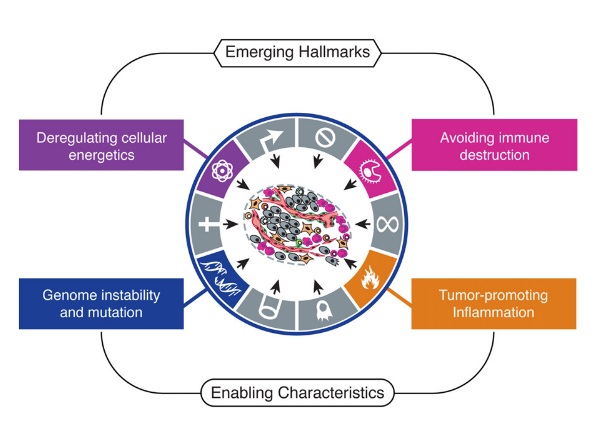 Emerging Hallmarks
Deregulating cellular
energetics
Avoiding immune
destruction
Genome instability
and mutation
Tumor-promoting
Inflammation
Enabling Characteristics